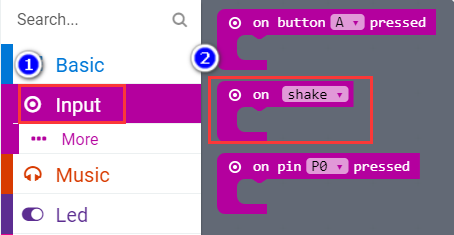 Search...
1
Basic
Input
More
Music
Led
2
on button A pressed
on shake
on pin P0 pressed